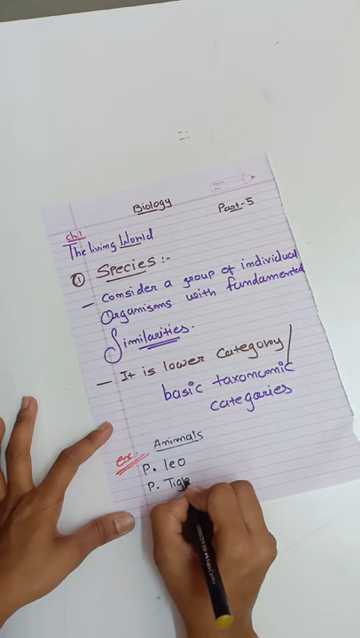 Biology
Part-5
Ch:1
The living World
① Species:-
– Consider a group of individual
Organisms with fundamental
Similarities.
– It is lower Category/
basic taxonomic
categories
ex: Animals
P. leo
P. Tig